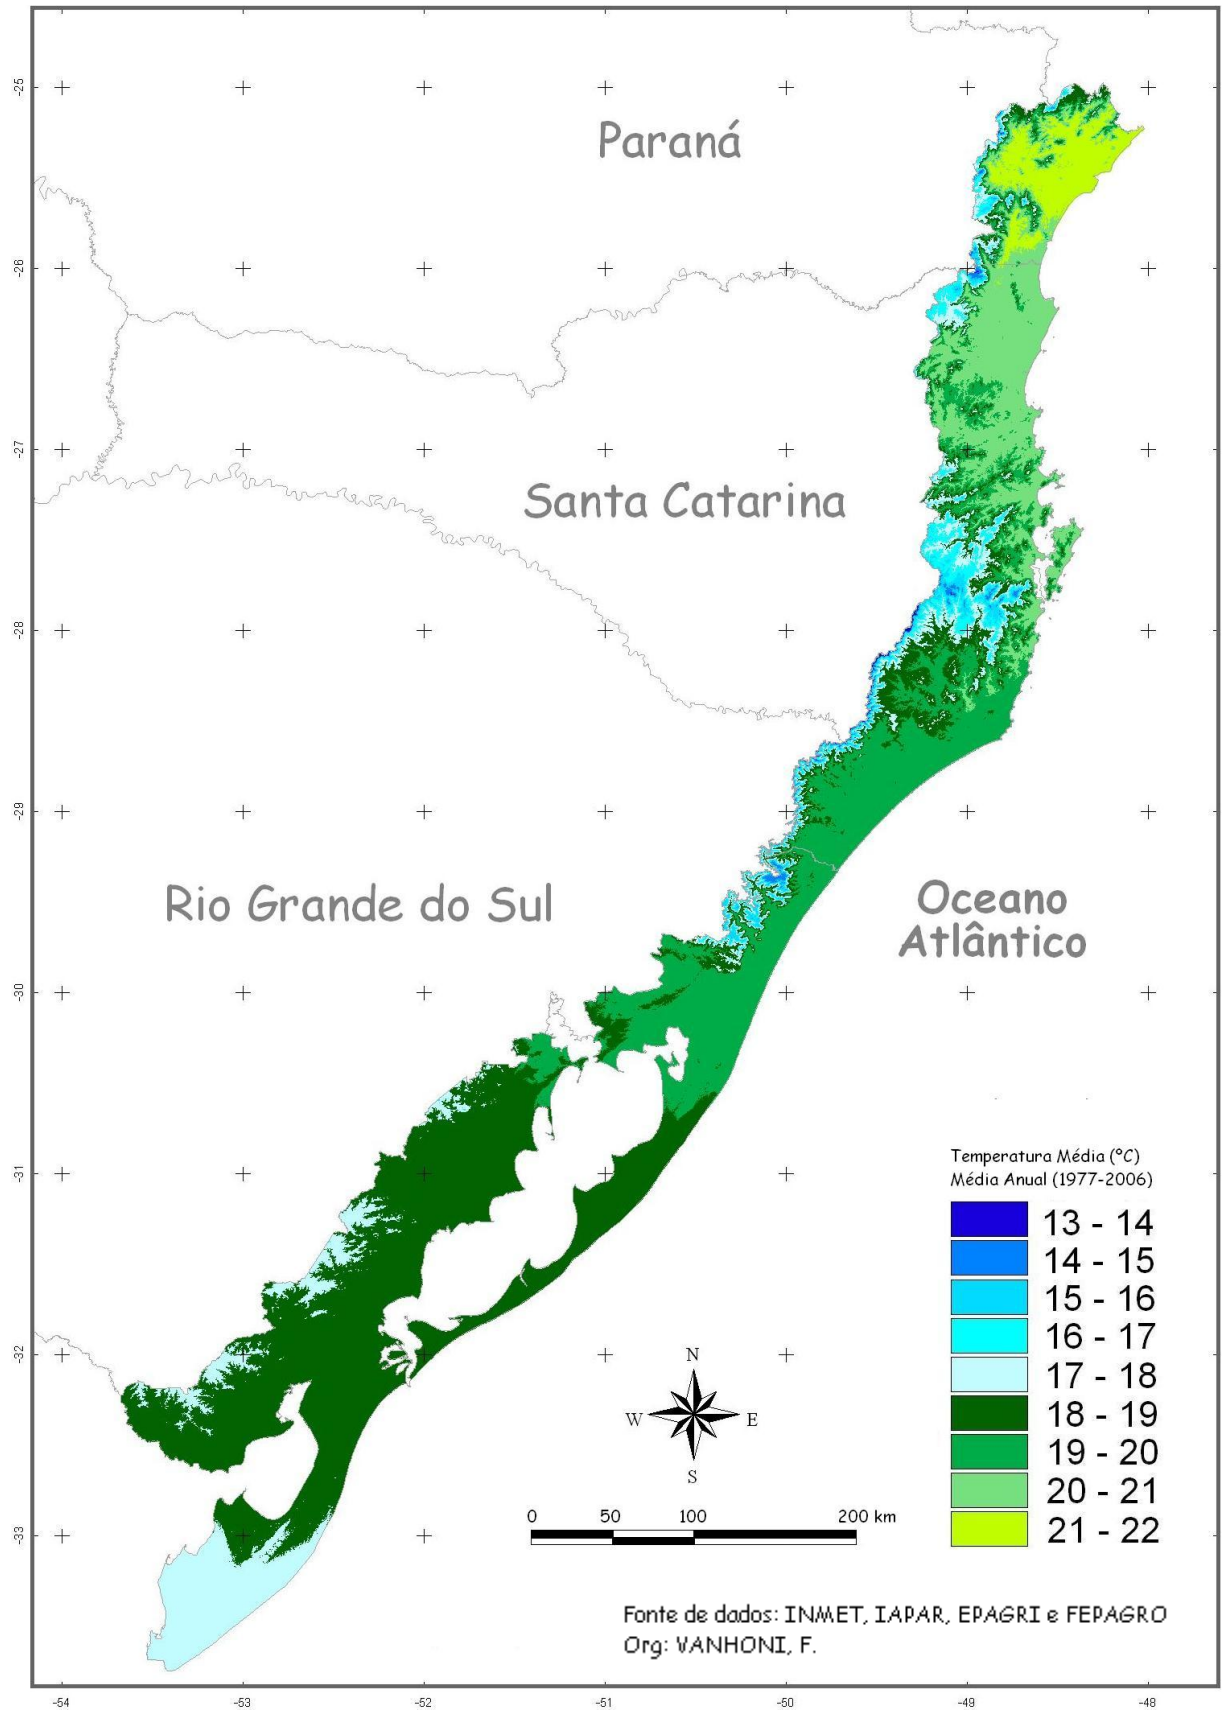 Paraná
Santa Catarina
Rio Grande do Sul
Oceano
Atlântico
-25
-26
-27
-28
-29
-30
-31
-32
-33
-54
-53
-52
-51
-50
-49
-48
N
W
E
S
0 50 100 200 km
Temperatura Média (ºC)
Média Anual (1977-2006)
13 - 14
14 - 15
15 - 16
16 - 17
17 - 18
18 - 19
19 - 20
20 - 21
21 - 22
Fonte de dados: INMET, IAPAR, EPAGRI e FEPAGRO
Org: VANHONI, F.